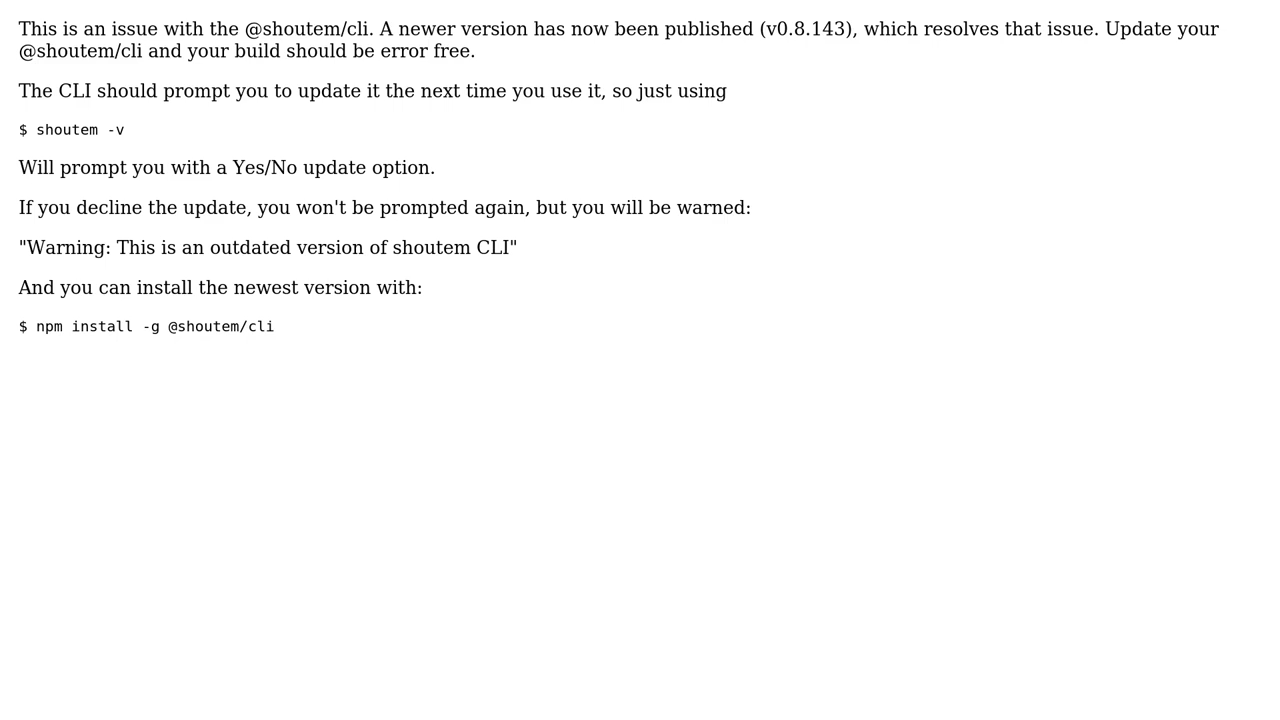 This is an issue with the @shoutem/cli. A newer version has now been published (v0.8.143), which resolves that issue. Update your
@shoutem/cli and your build should be error free.
The CLI should prompt you to update it the next time you use it, so just using
$ shoutem -v
Will prompt you with a Yes/No update option.
If you decline the update, you won't be prompted again, but you will be warned:
"Warning: This is an outdated version of shoutem CLI"
And you can install the newest version with:
$ npm install -g @shoutem/cli